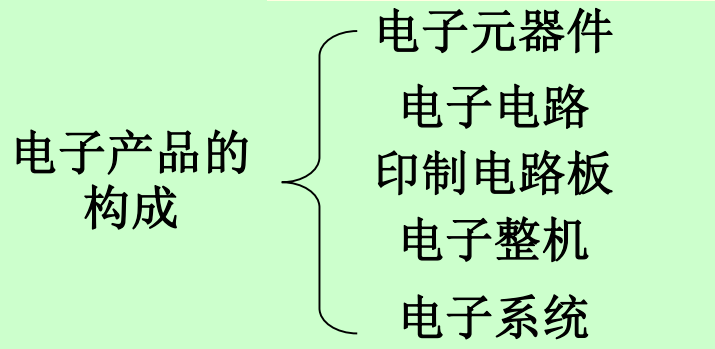 电子产品的
构成
电子元器件
电子电路
印制电路板
电子整机
电子系统